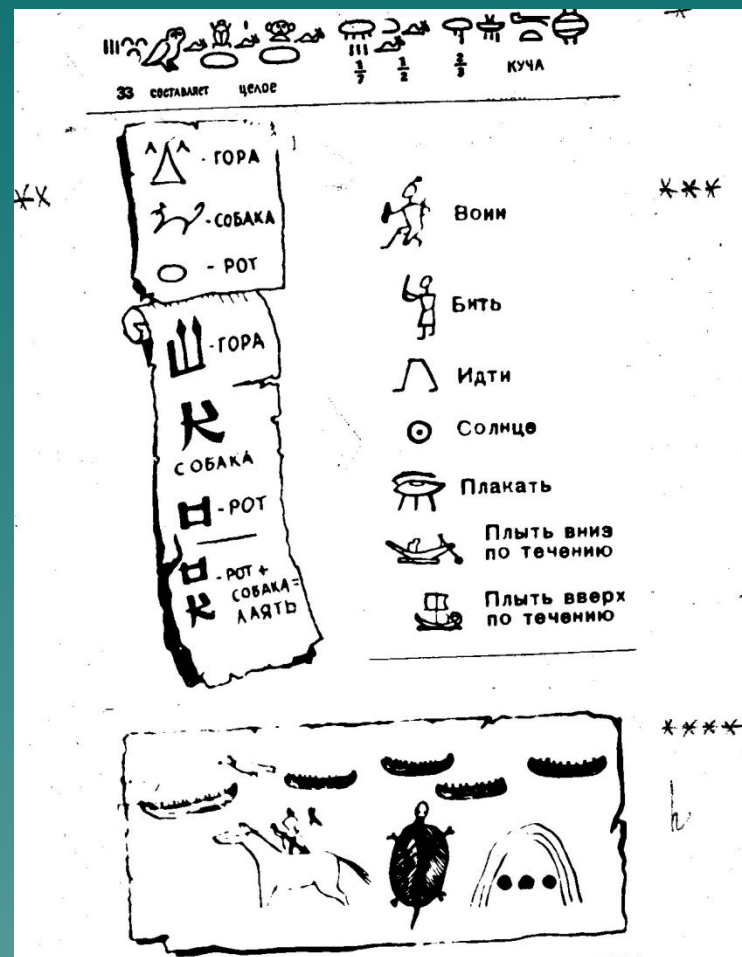 1/7 1/2 2/3 КУЧА
33 СОСТАВЛЯЕТ ЦЕЛОЕ
- ГОРА
- СОБАКА
- РОТ
- ГОРА
СОБАКА
- РОТ
- РОТ +
СОБАКА =
ЛАЯТЬ
**
***
Воин
Бить
Идти
Солнце
Плакать
Плыть вниз
по течению
Плыть вверх
по течению
****
h